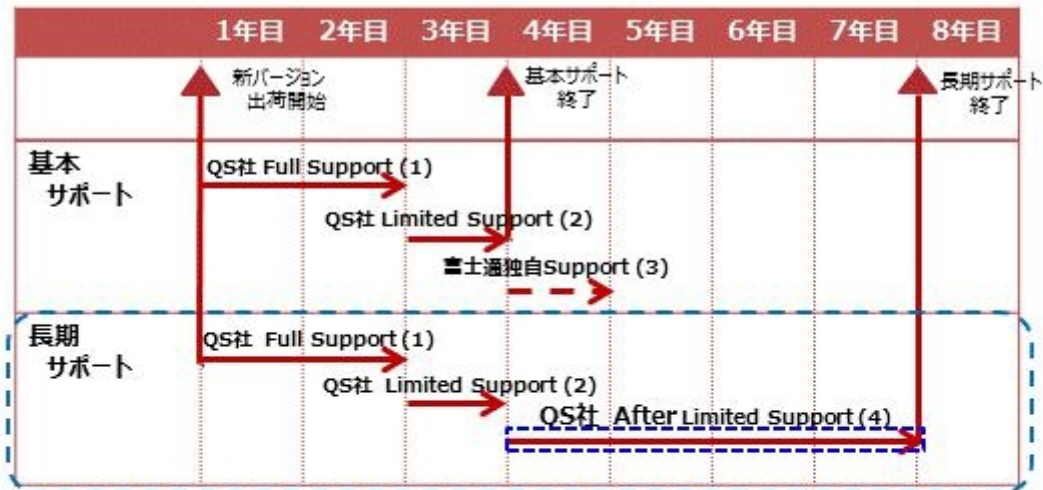 1年目 2年目 3年目 4年目 5年目 6年目 7年目 8年目
新バージョン
出荷開始
基本サポート
終了
長期サポート
終了
基本
サポート
QS社 Full Support (1)
QS社 Limited Support (2)
富士通独自Support (3)
長期
サポート
QS社 Full Support (1)
QS社 Limited Support (2)
QS社 After Limited Support (4)